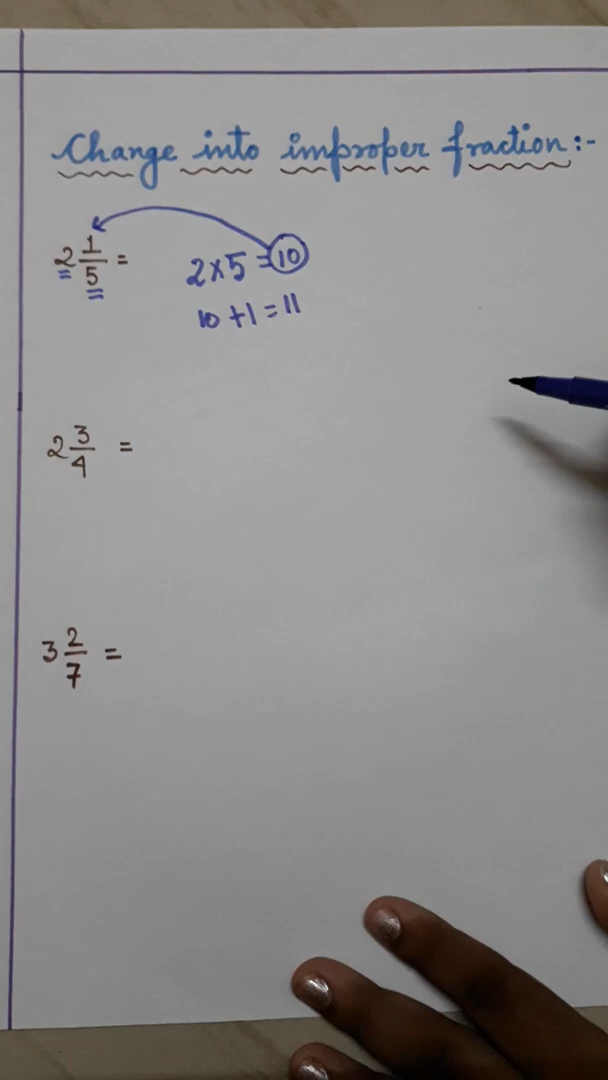 Change into improper fraction:-
2 1/5 = 2×5=10
10+1=11
2 3/4 =
3 2/7 =